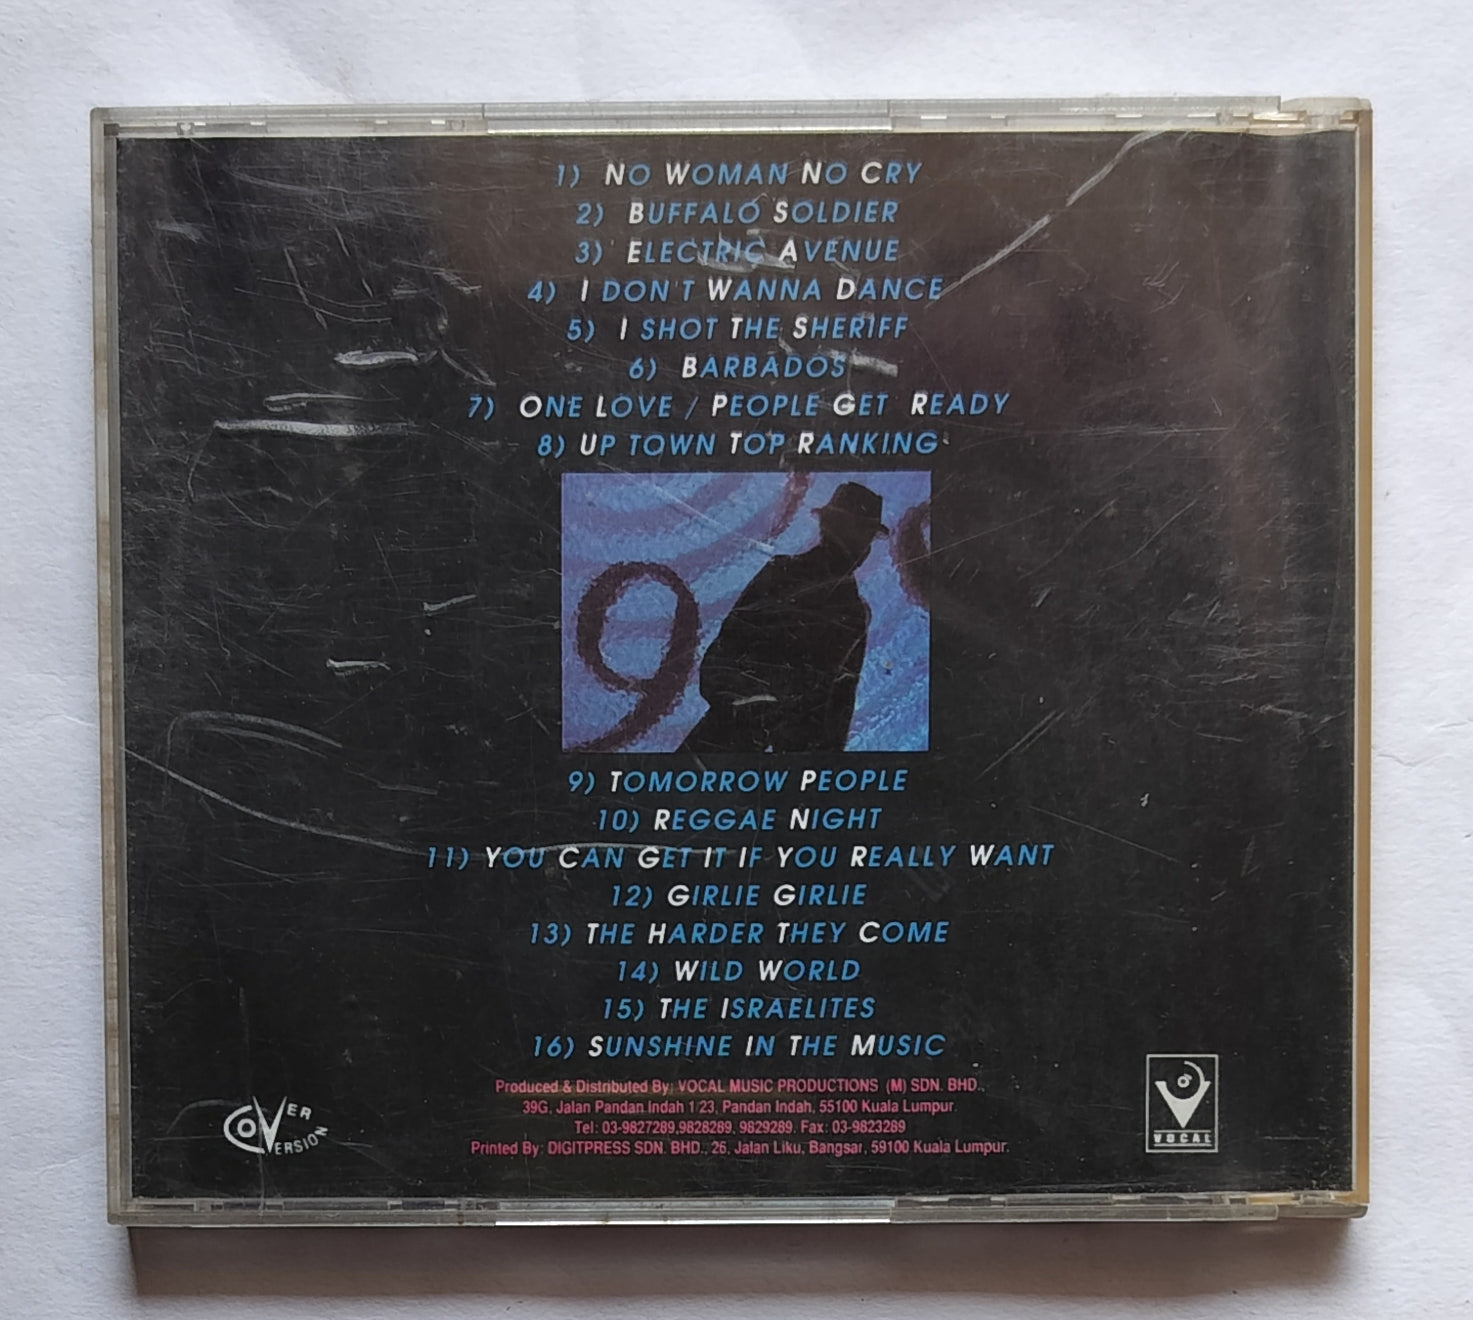 1) NO WOMAN NO CRY
2) BUFFALO SOLDIER
3) ELECTRIC AVENUE
4) I DON'T WANNA DANCE
5) I SHOT THE SHERIFF
6) BARBADOS
7) ONE LOVE / PEOPLE GET READY
8) UP TOWN TOP RANKING
9
9) TOMORROW PEOPLE
10) REGGAE NIGHT
11) YOU CAN GET IT IF YOU REALLY WANT
12) GIRLIE GIRLIE
13) THE HARDER THEY COME
14) WILD WORLD
15) THE ISRAELITES
16) SUNSHINE IN THE MUSIC
Produced & Distributed By: VOCAL MUSIC PRODUCTIONS (M) SDN. BHD.,
39G, Jalan Pandan Indah 1/23, Pandan Indah, 55100 Kuala Lumpur.
Tel: 03-9827289,9828289, 9829289. Fax: 03-9823289
Printed By: DIGITPRESS SDN. BHD., 26, Jalan Liku, Bangsar, 59100 Kuala Lumpur.
COVER VERSION
VOCAL